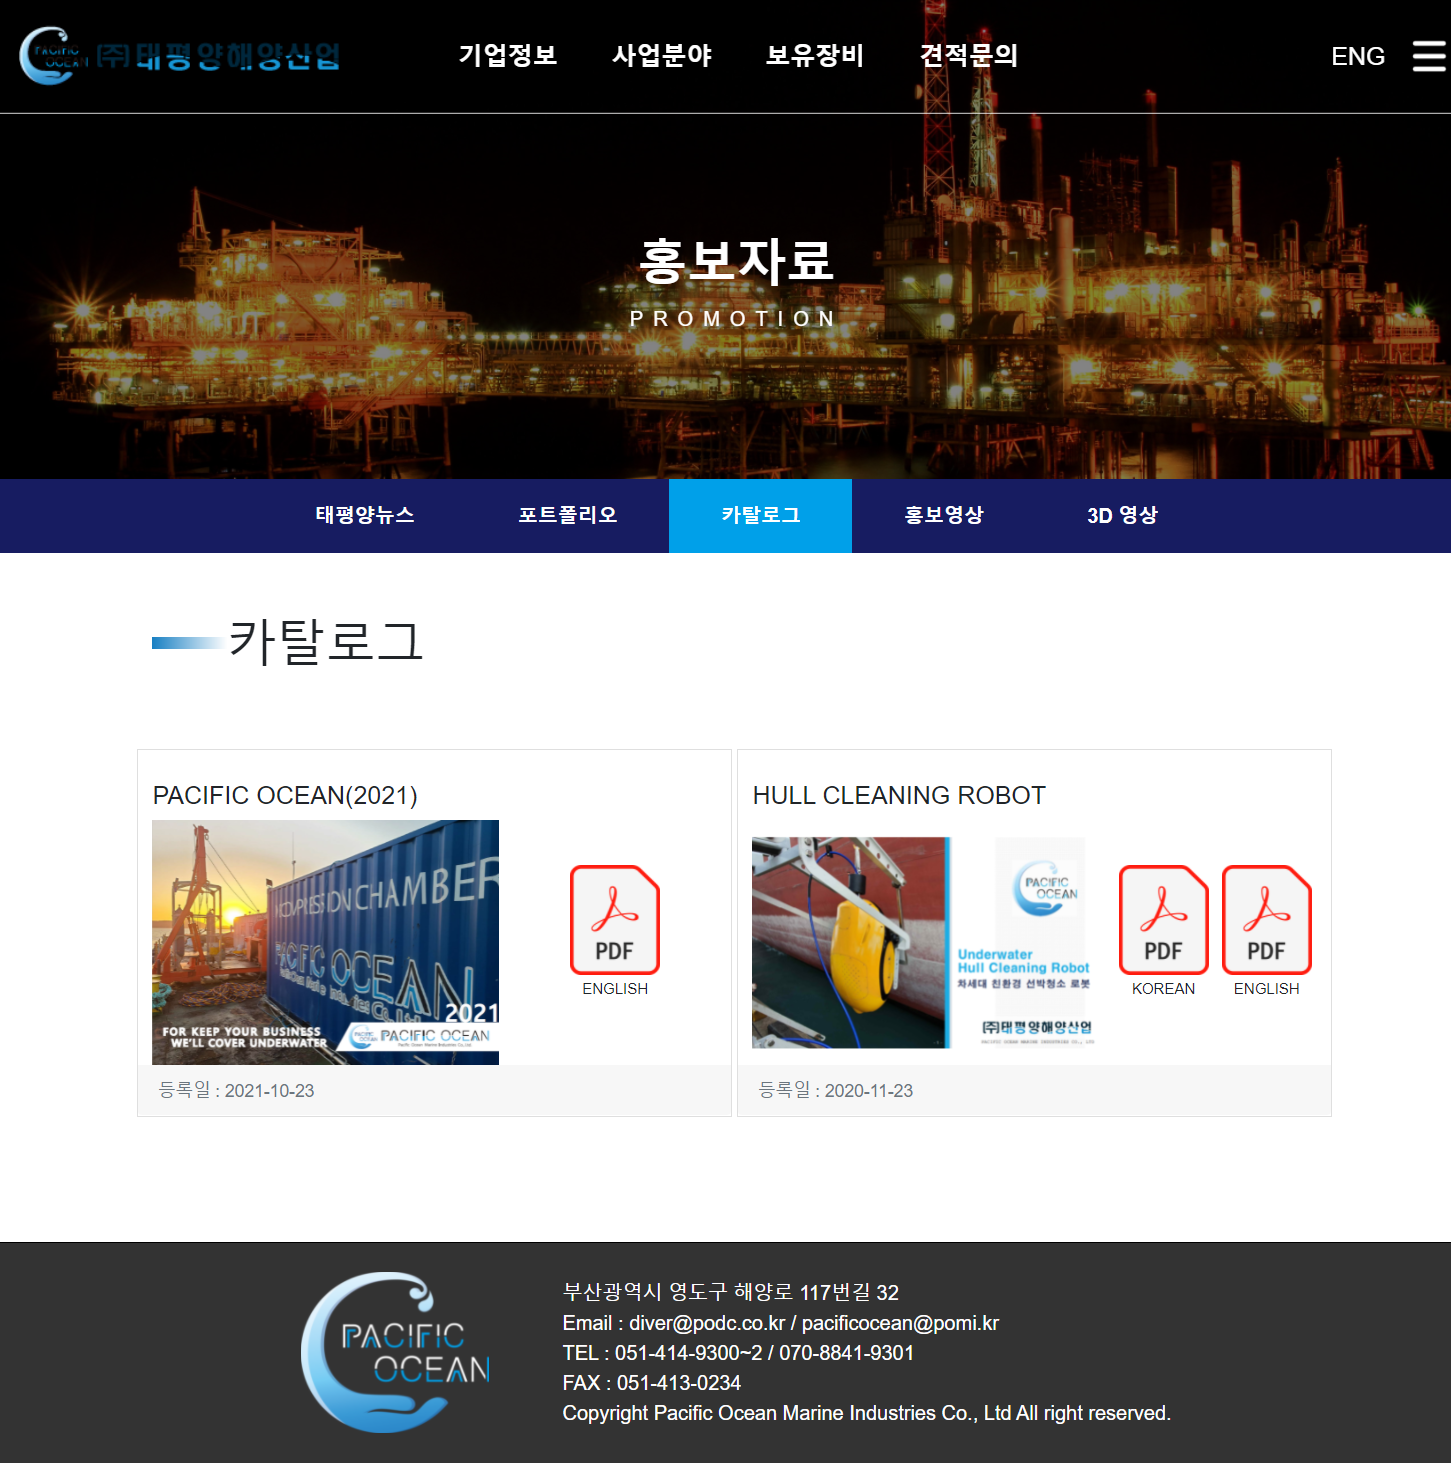 PACIFIC OCEAN (주)태평양해양산업
기업정보 사업분야 보유장비 견적문의
ENG
홍보자료
PROMOTION
태평양뉴스 포트폴리오 카탈로그 홍보영상 3D 영상
카탈로그
PACIFIC OCEAN(2021)
PACIFIC OCEAN
2021
FOR KEEP YOUR BUSINESS
WE'LL COVER UNDERWATER
PACIFIC OCEAN
PDF
ENGLISH
등록일 : 2021-10-23
HULL CLEANING ROBOT
PACIFIC
OCEAN
Underwater
Hull Cleaning Robot
차세대 친환경 선박청소 로봇
(주)태평양해양산업
PACIFIC OCEAN MARINE INDUSTRIES CO., LTD
PDF PDF
KOREAN ENGLISH
등록일 : 2020-11-23
PACIFIC
OCEAN
부산광역시 영도구 해양로 117번길 32
Email : diver@podc.co.kr / pacificocean@pomi.kr
TEL : 051-414-9300~2 / 070-8841-9301
FAX : 051-413-0234
Copyright Pacific Ocean Marine Industries Co., Ltd All right reserved.